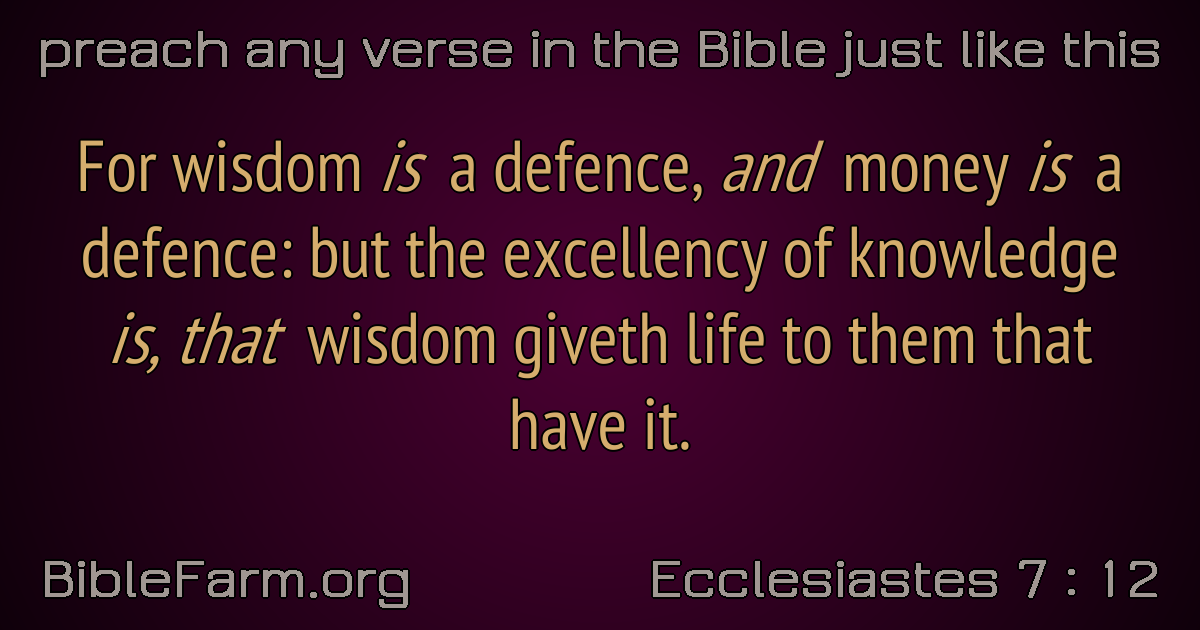 preach any verse in the Bible just like this
For wisdom is a defence, and money is a
defence: but the excellency of knowledge
is, that wisdom giveth life to them that
have it.
BibleFarm.org
Ecclesiastes 7 : 12